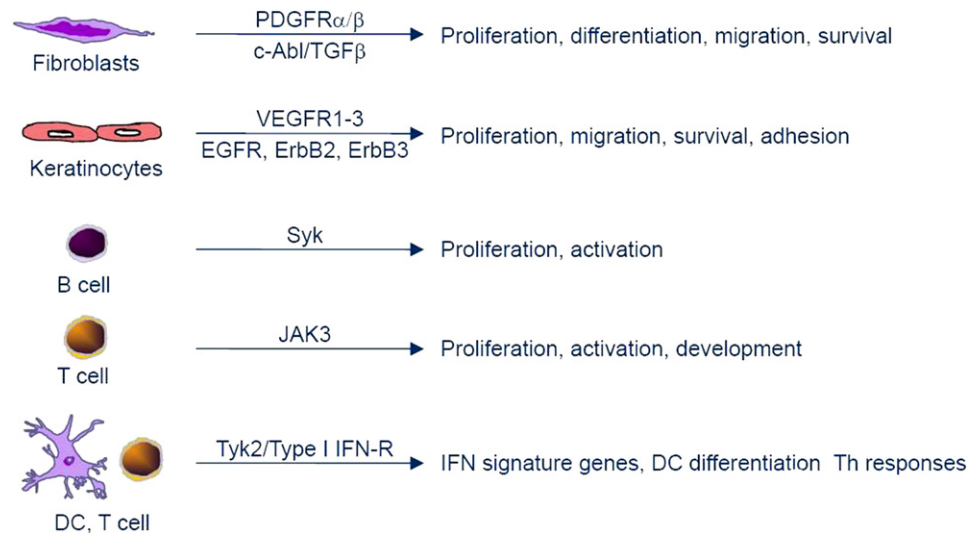 PDGFRα/β
c-Abl/TGFβ
Proliferation, differentiation, migration, survival
Fibroblasts
VEGFR1-3
EGFR, ErbB2, ErbB3
Proliferation, migration, survival, adhesion
Keratinocytes
Syk
Proliferation, activation
B cell
JAK3
Proliferation, activation, development
T cell
Tyk2/Type I IFN-R
IFN signature genes, DC differentiation Th responses
DC, T cell